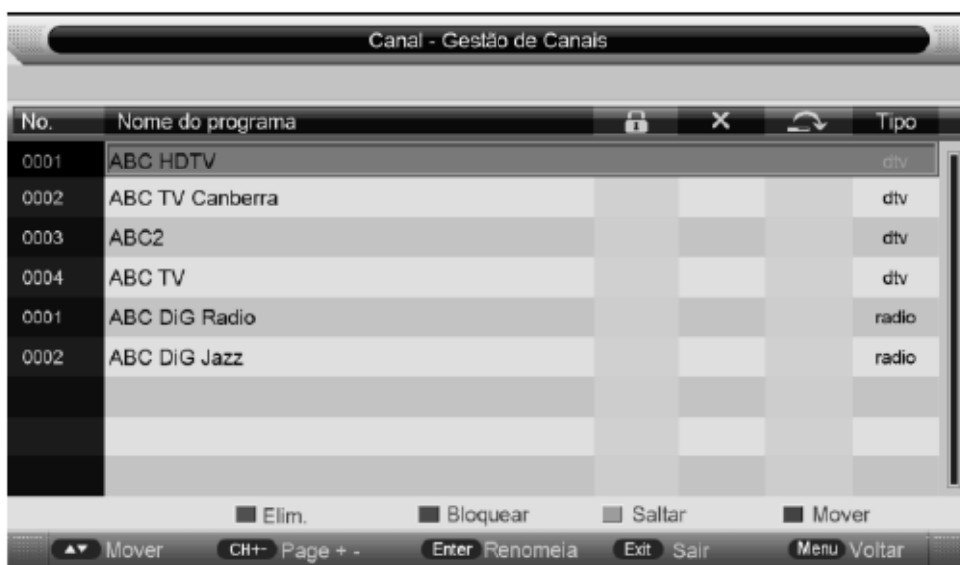 Canal - Gestão de Canais
No. Nome do programa Tipo
0001 ABC HDTV dtv
0002 ABC TV Canberra dtv
0003 ABC2 dtv
0004 ABC TV dtv
0001 ABC DiG Radio radio
0002 ABC DiG Jazz radio
Elim. Bloquear Saltar Mover
Mover CH+- Page + - Enter Renomeia Exit Sair Menu Voltar